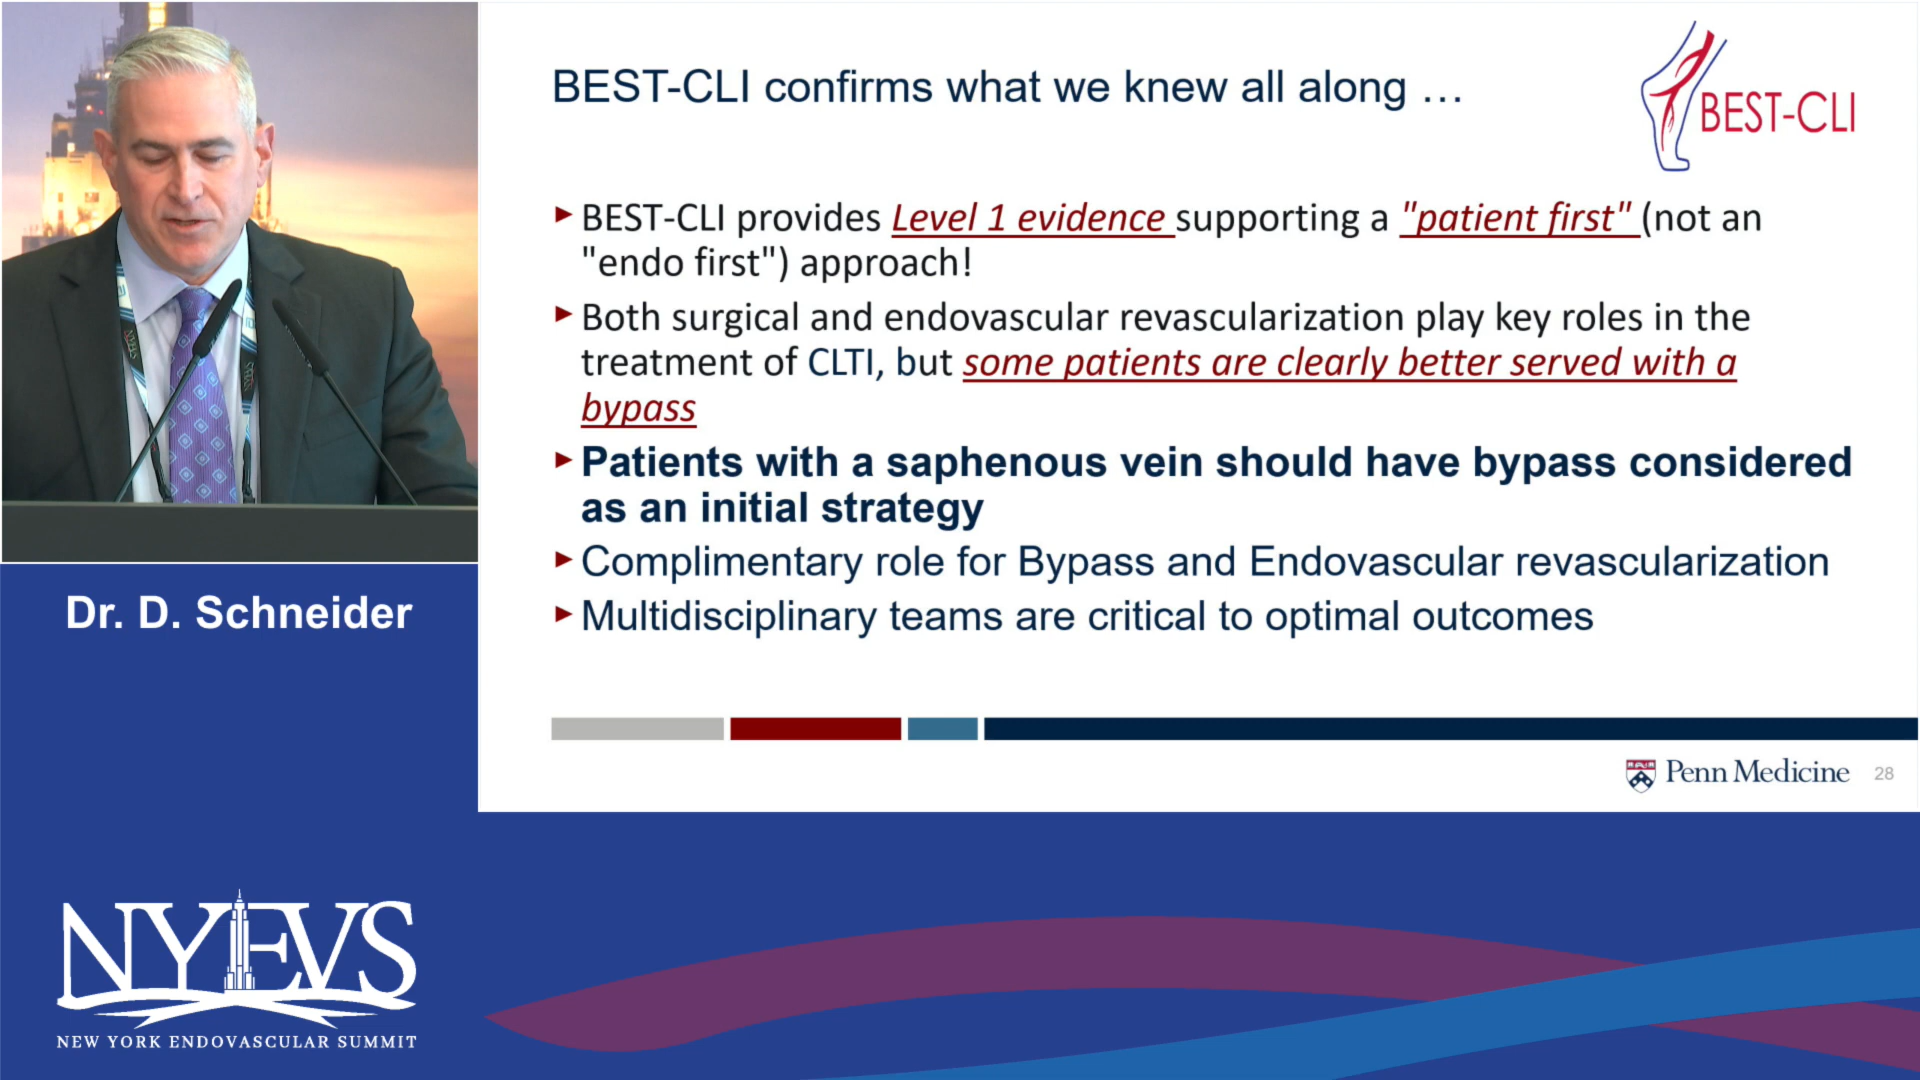 BEST-CLI confirms what we knew all along ...
BEST-CLI
►BEST-CLI provides Level 1 evidence supporting a "patient first" (not an
"endo first") approach!
►Both surgical and endovascular revascularization play key roles in the
treatment of CLTI, but some patients are clearly better served with a
bypass
►Patients with a saphenous vein should have bypass considered
as an initial strategy
►Complimentary role for Bypass and Endovascular revascularization
►Multidisciplinary teams are critical to optimal outcomes
Penn Medicine 28
Dr. D. Schneider
NYEVS
NEW YORK ENDOVASCULAR SUMMIT